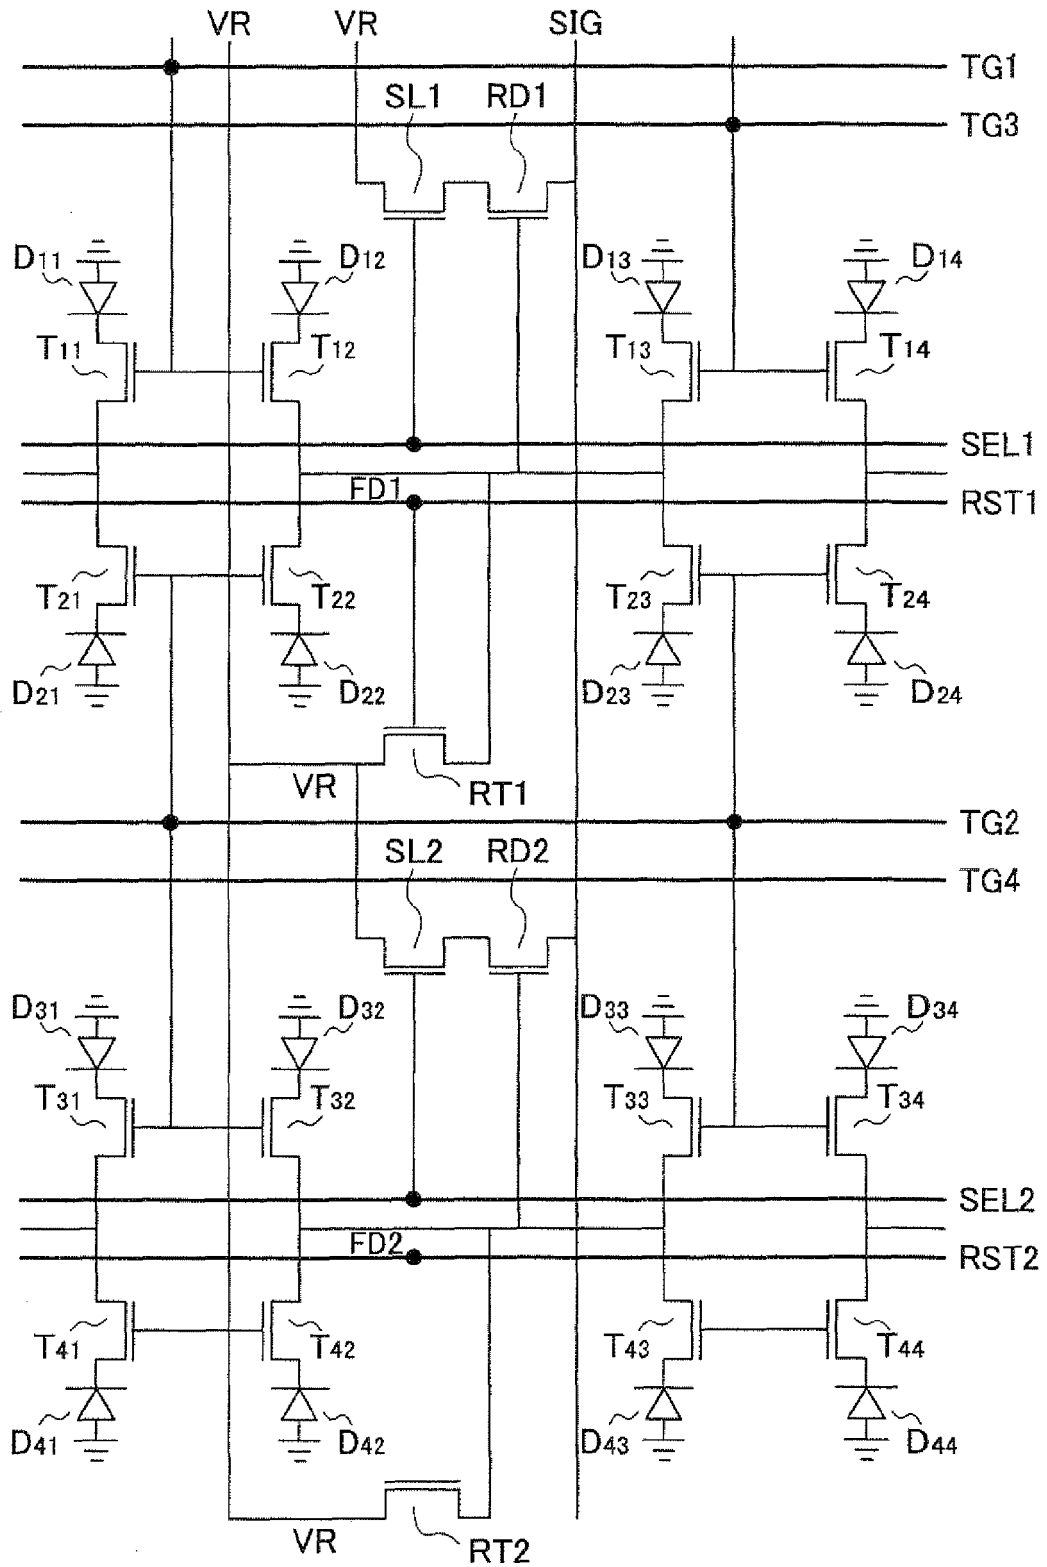 VR VR SIG
TG1
SL1 RD1
TG3
D11 D12 D13 D14
T11 T12 T13 T14
SEL1
FD1
RST1
T21 T22 T23 T24
D21 D22 D23 D24
VR RT1
TG2
SL2 RD2
TG4
D31 D32 D33 D34
T31 T32 T33 T34
SEL2
FD2
RST2
T41 T42 T43 T44
D41 D42 D43 D44
VR RT2